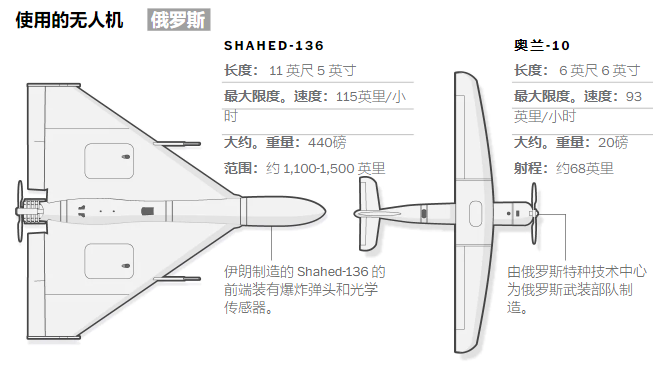 使用的无人机 俄罗斯
SHAHED-136
长度： 11 英尺 5 英寸
最大限度。速度：115英里/小
时
大约。重量：440磅
范围：约 1,100-1,500 英里
伊朗制造的 Shahed-136 的
前端装有爆炸弹头和光学
传感器。
奥兰-10
长度： 6 英尺 6 英寸
最大限度。速度：93
英里/小时
大约。重量：20磅
射程：约68英里
由俄罗斯特种技术中心
为俄罗斯武装部队制
造。